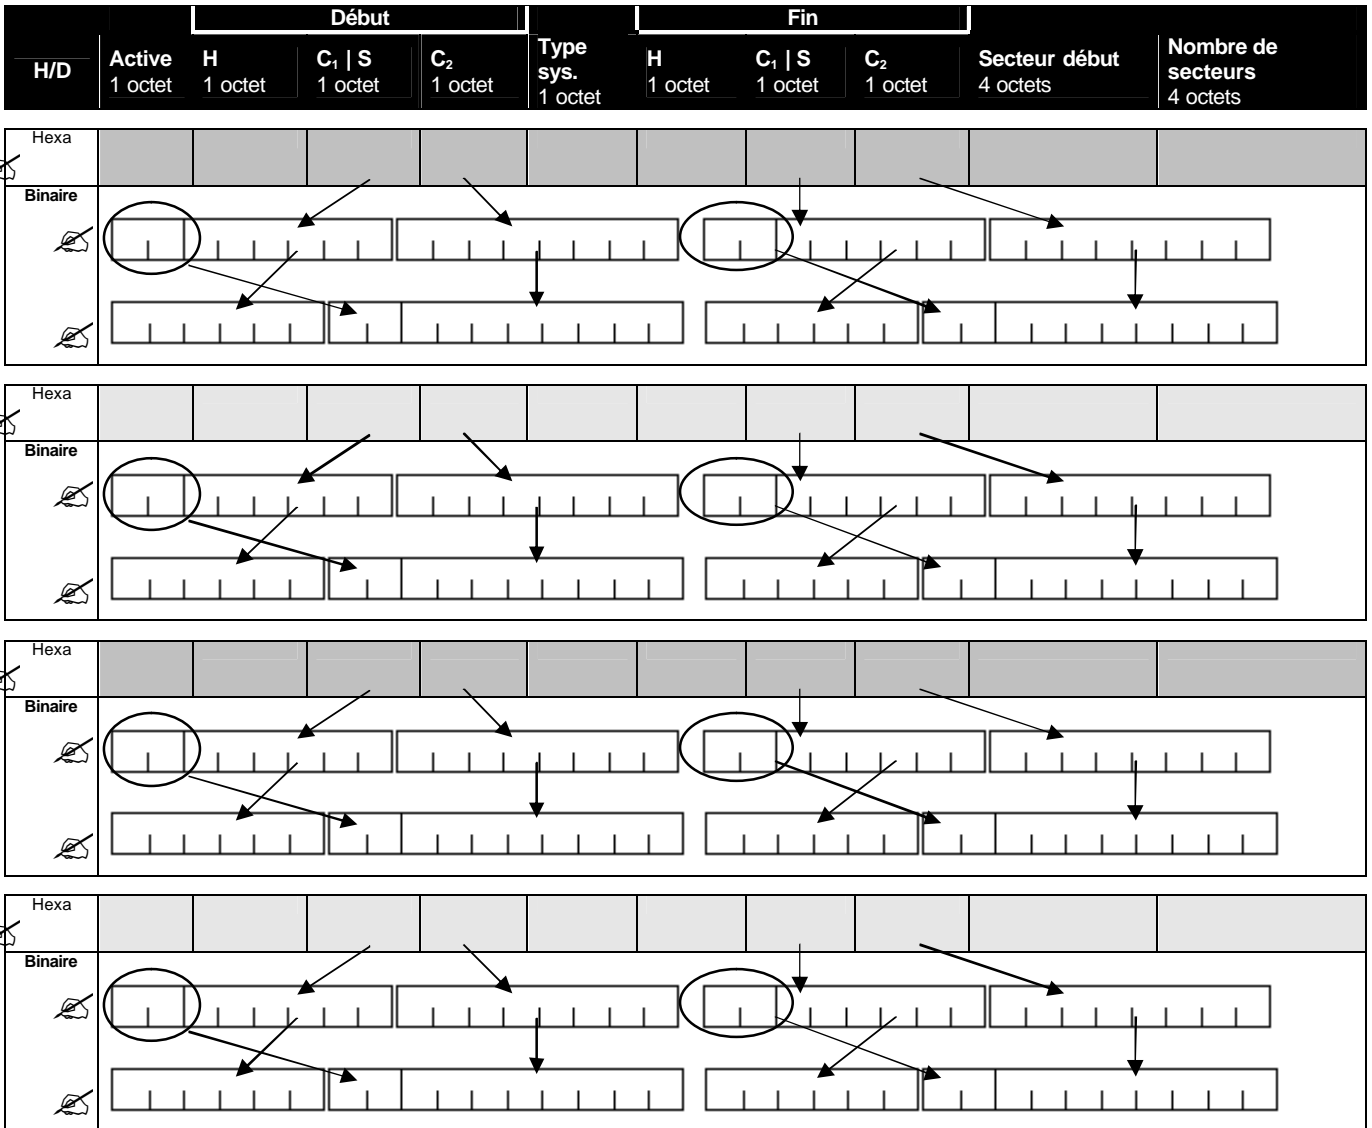 Début Fin
H/D Active H C₁ | S C₂ Type sys. H C₁ | S C₂ Secteur début Nombre de secteurs
1 octet 1 octet 1 octet 1 octet 1 octet 1 octet 1 octet 1 octet 4 octets 4 octets
Hexa
Binaire
Hexa
Binaire
Hexa
Binaire
Hexa
Binaire